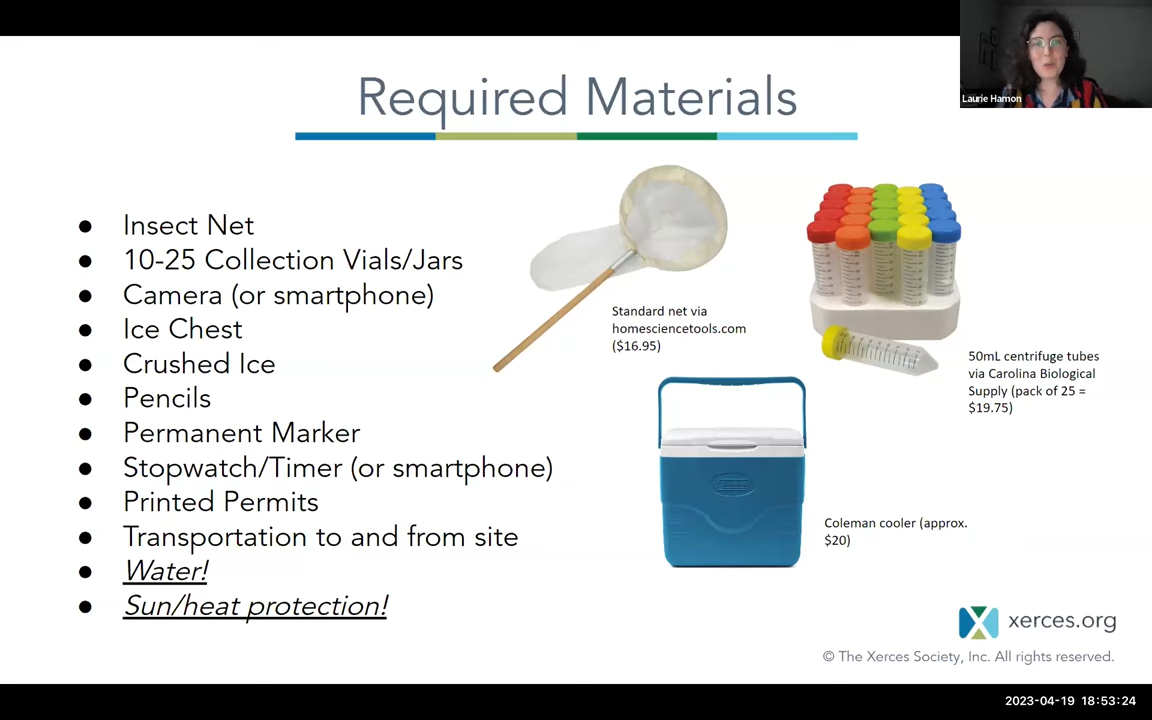 Laurie Hamon
Required Materials
● Insect Net
● 10-25 Collection Vials/Jars
● Camera (or smartphone)
● Ice Chest
● Crushed Ice
● Pencils
● Permanent Marker
● Stopwatch/Timer (or smartphone)
● Printed Permits
● Transportation to and from site
● Water!
● Sun/heat protection!
Standard net via
homesciencetools.com
($16.95)
50mL centrifuge tubes
via Carolina Biological
Supply (pack of 25 =
$19.75)
Coleman cooler (approx.
$20)
xerces.org
© The Xerces Society, Inc. All rights reserved.
2023-04-19 18:53:24